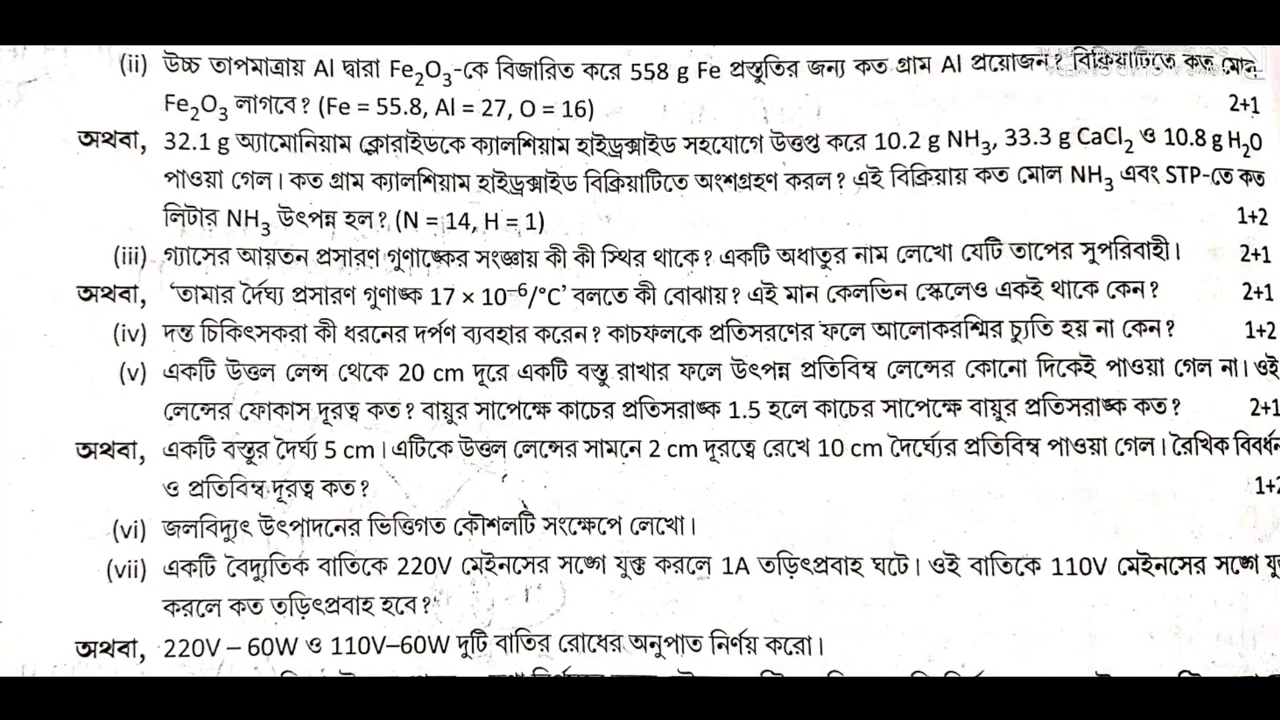 (ii) উচ্চ তাপমাত্রায় Al দ্বারা Fe₂O₃-কে বিজারিত করে 558 g Fe প্রস্তুতির জন্য কত গ্রাম Al প্রয়োজন? বিক্রিয়াটিতে কত মোল
Fe₂O₃ লাগবে? (Fe = 55.8, Al = 27, O = 16) 2+1
অথবা, 32.1 g অ্যামোনিয়াম ক্লোরাইডকে ক্যালশিয়াম হাইড্রক্সাইড সহযোগে উত্তপ্ত করে 10.2 g NH₃, 33.3 g CaCl₂ ও 10.8 g H₂O
পাওয়া গেল। কত গ্রাম ক্যালশিয়াম হাইড্রক্সাইড বিক্রিয়াটিতে অংশগ্রহণ করল? এই বিক্রিয়ায় কত মোল NH₃ এবং STP-তে কত
লিটার NH₃ উৎপন্ন হল? (N = 14, H = 1) 1+2
(iii) গ্যাসের আয়তন প্রসারণ গুণাঙ্কের সংজ্ঞায় কী কী স্থির থাকে? একটি অধাতুর নাম লেখো যেটি তাপের সুপরিবাহী। 2+1
অথবা, 'তামার দৈর্ঘ্য প্রসারণ গুণাঙ্ক 17 × 10⁻⁶/°C' বলতে কী বোঝায়? এই মান কেলভিন স্কেলেও একই থাকে কেন? 2+1
(iv) দন্ত চিকিৎসকরা কী ধরনের দর্পণ ব্যবহার করেন? কাচফলকে প্রতিসরণের ফলে আলোকরশ্মির চ্যুতি হয় না কেন? 1+2
(v) একটি উত্তল লেন্স থেকে 20 cm দূরে একটি বস্তু রাখার ফলে উৎপন্ন প্রতিবিম্ব লেন্সের কোনো দিকেই পাওয়া গেল না। ওই
লেন্সের ফোকাস দূরত্ব কত? বায়ুর সাপেক্ষে কাচের প্রতিসরাঙ্ক 1.5 হলে কাচের সাপেক্ষে বায়ুর প্রতিসরাঙ্ক কত? 2+1
অথবা, একটি বস্তুর দৈর্ঘ্য 5 cm। এটিকে উত্তল লেন্সের সামনে 2 cm দূরত্বে রেখে 10 cm দৈর্ঘ্যের প্রতিবিম্ব পাওয়া গেল। রৈখিক বিবর্ধন
ও প্রতিবিম্ব দূরত্ব কত? 1+2
(vi) জলবিদ্যুৎ উৎপাদনের ভিত্তিগত কৌশলটি সংক্ষেপে লেখো।
(vii) একটি বৈদ্যুতিক বাতিকে 220V মেইনসের সঙ্গে যুক্ত করলে 1A তড়িৎপ্রবাহ ঘটে। ওই বাতিকে 110V মেইনসের সঙ্গে
করলে কত তড়িৎপ্রবাহ হবে?
অথবা, 220V – 60W ও 110V–60W দুটি বাতির রোধের অনুপাত নির্ণয় করো।